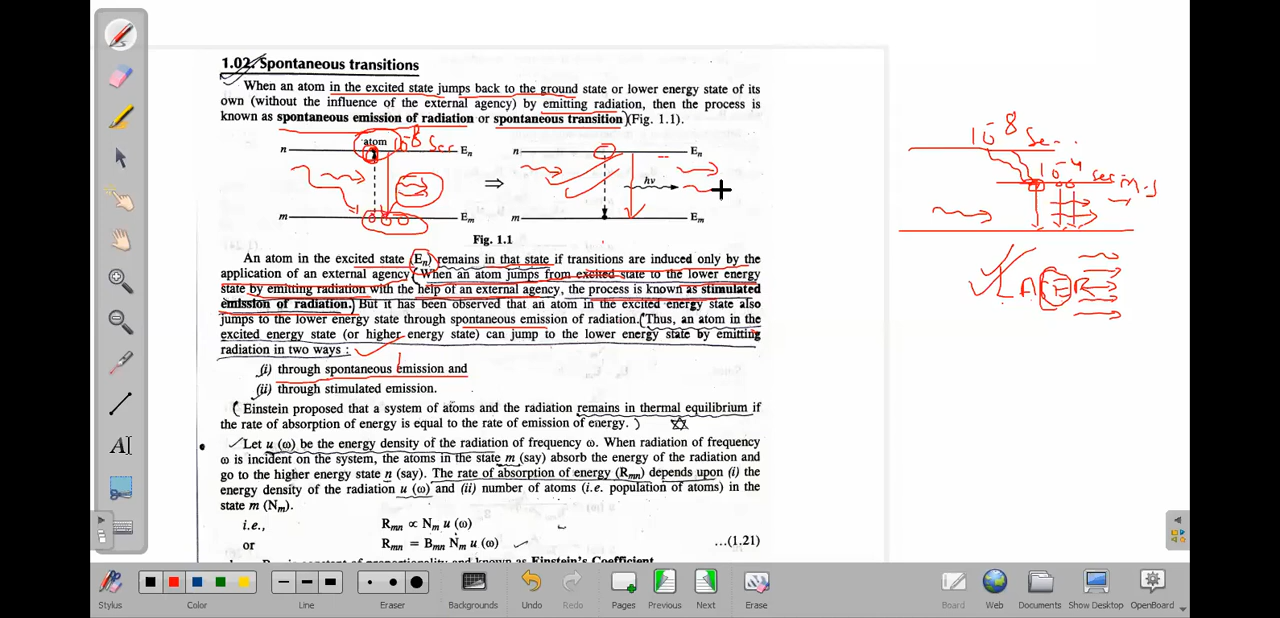 1.02. Spontaneous transitions
When an atom in the excited state jumps back to the ground state or lower energy state of its
own (without the influence of the external agency) by emitting radiation, then the process is
known as spontaneous emission of radiation or spontaneous transition (Fig. 1.1).
atom 10-8 Sec
n En
n En
hν
⇒
m Em
m Em
Fig. 1.1
10-8 Sec
10-4 sec m.s
LASER
An atom in the excited state (En) remains in that state if transitions are induced only by the
application of an external agency. (When an atom jumps from excited state to the lower energy
state by emitting radiation with the help of an external agency, the process is known as stimulated
emission of radiation.) But it has been observed that an atom in the excited energy state also
jumps to the lower energy state through spontaneous emission of radiation. (Thus, an atom in the
excited energy state (or higher energy state) can jump to the lower energy state by emitting
radiation in two ways :
(i) through spontaneous emission and
(ii) through stimulated emission.
(Einstein proposed that a system of atoms and the radiation remains in thermal equilibrium if
the rate of absorption of energy is equal to the rate of emission of energy.)
Let u (ω) be the energy density of the radiation of frequency ω. When radiation of frequency
ω is incident on the system, the atoms in the state m (say) absorb the energy of the radiation and
go to the higher energy state n (say). The rate of absorption of energy (Rmn) depends upon (i) the
energy density of the radiation u (ω) and (ii) number of atoms (i.e. population of atoms) in the
state m (Nm).
i.e., Rmn ∝ Nm u (ω)
or Rmn = Bmn Nm u (ω) ...(1.21)
constant of proportionality and known as Einstein's Coefficient
Stylus
Color
Line
Eraser
Backgrounds
Undo
Redo
Pages
Previous
Next
Erase
Board
Web
Documents
Show Desktop
OpenBoard